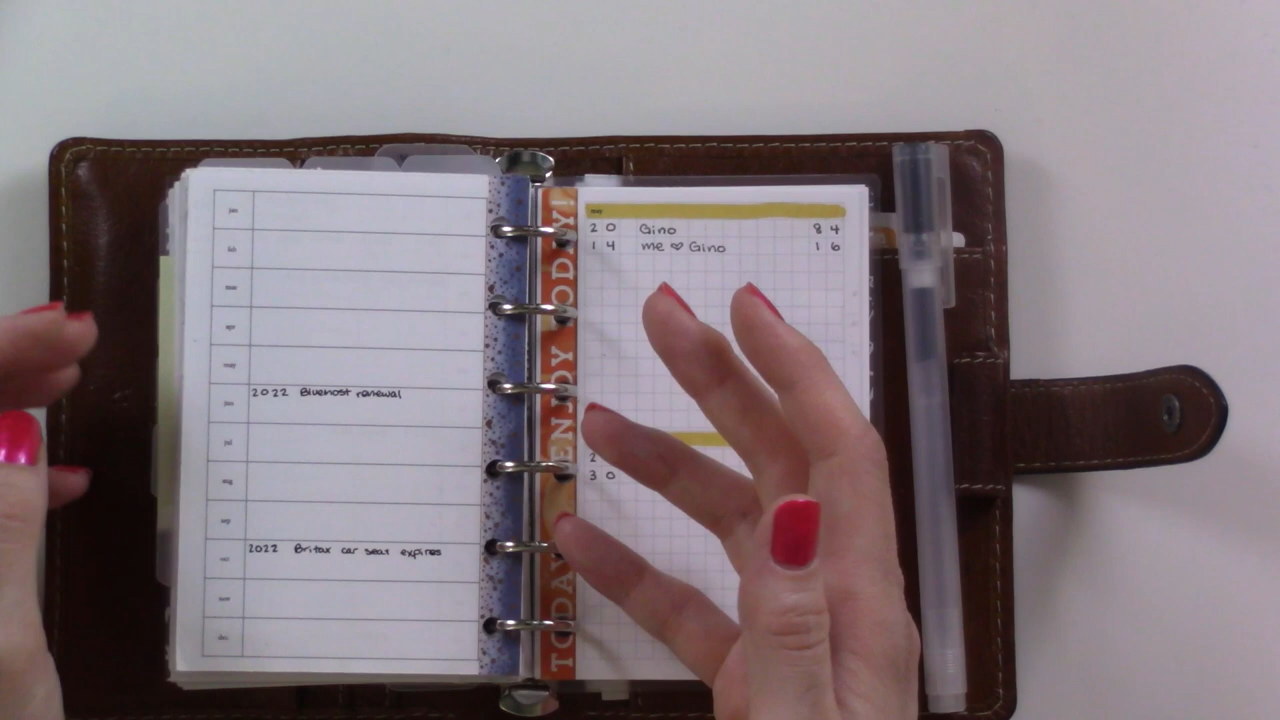 jan
feb
mar
apr
may
jun
2022 Bluehost renewal
jul
aug
sep
oct
2022 Britax car seat expires
nov
dec
TODAY ENJOY TODAY!
may
20 Gino 84
14 me ♡ Gino 16
2
30